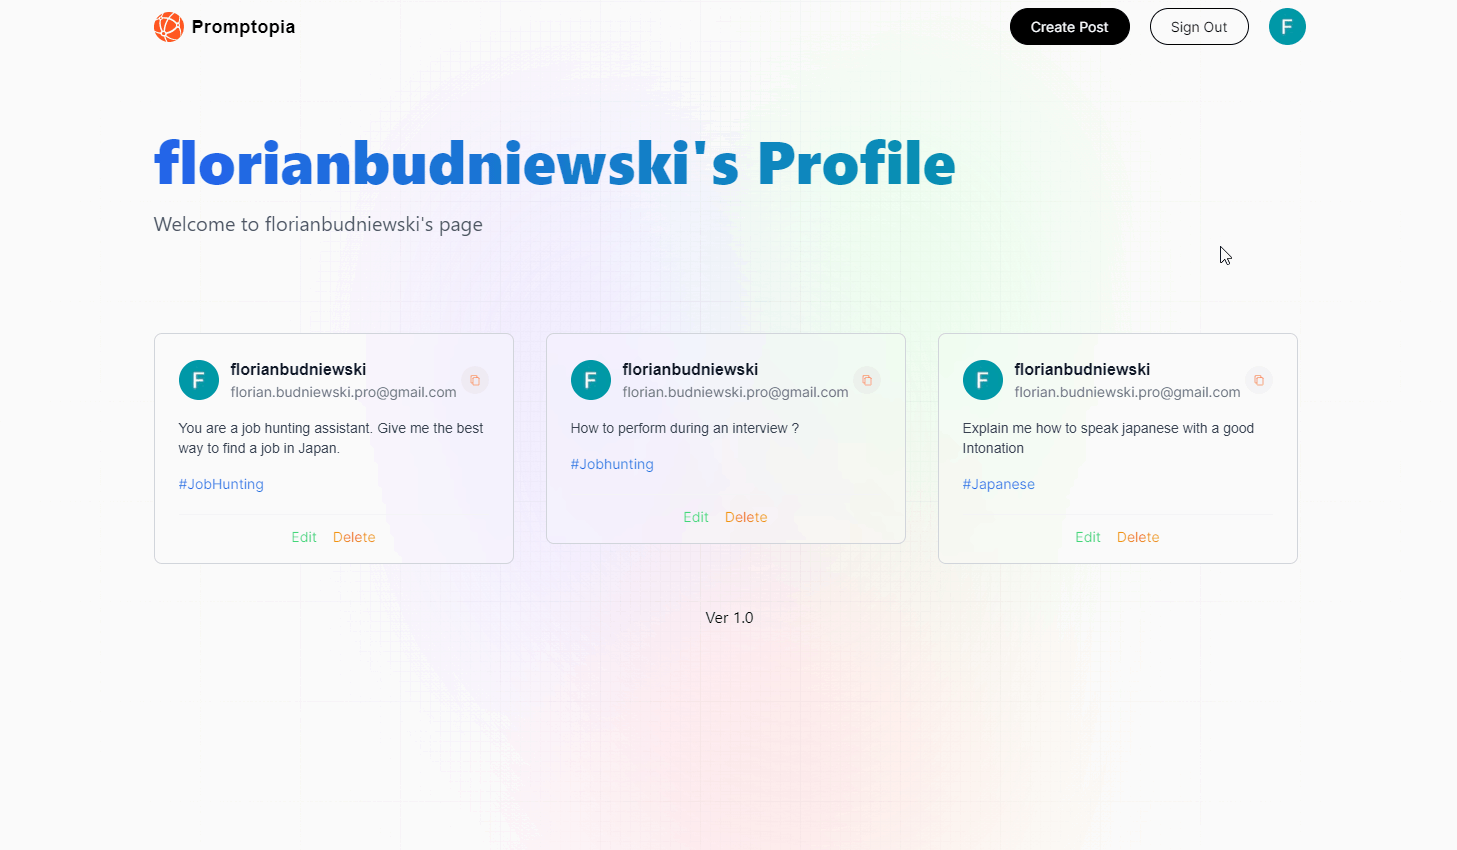 Promptopia
Create Post
Sign Out
F
florianbudniewski's Profile
Welcome to florianbudniewski's page
F
florianbudniewski
florian.budniewski.pro@gmail.com
You are a job hunting assistant. Give me the best
way to find a job in Japan.
#JobHunting
Edit
Delete
F
florianbudniewski
florian.budniewski.pro@gmail.com
How to perform during an interview ?
#Jobhunting
Edit
Delete
F
florianbudniewski
florian.budniewski.pro@gmail.com
Explain me how to speak japanese with a good
Intonation
#Japanese
Edit
Delete
Ver 1.0